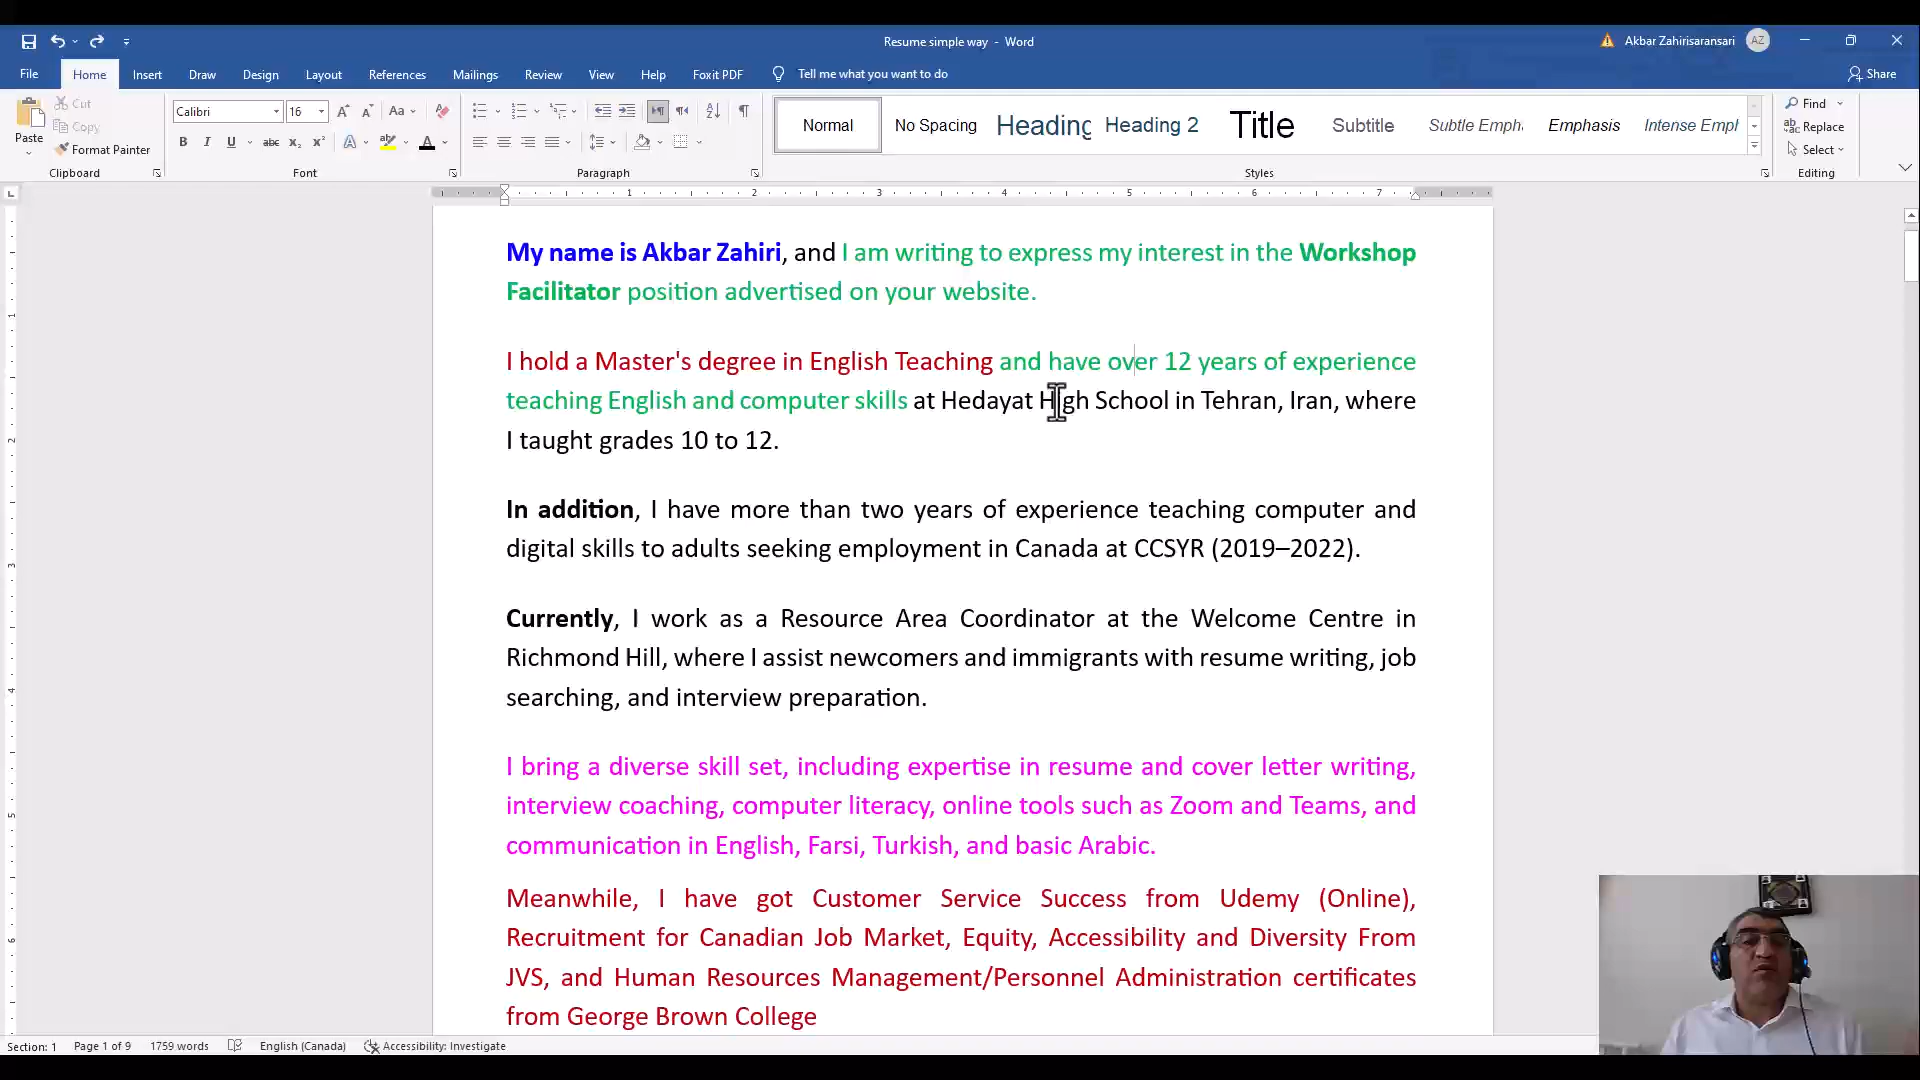 Resume simple way - Word
Akbar Zahirisaransari
AZ
File
Home
Insert
Draw
Design
Layout
References
Mailings
Review
View
Help
Foxit PDF
Tell me what you want to do
Share
Paste
Cut
Copy
Format Painter
Clipboard
Calibri
16
Font
Paragraph
Normal
No Spacing
Heading
Heading 2
Title
Subtitle
Subtle Emph
Emphasis
Intense Emph
Styles
Find
Replace
Select
Editing
1 2 3 4 5 6 7
My name is Akbar Zahiri, and I am writing to express my interest in the Workshop
Facilitator position advertised on your website.
I hold a Master's degree in English Teaching and have over 12 years of experience
teaching English and computer skills at Hedayat High School in Tehran, Iran, where
I taught grades 10 to 12.
In addition, I have more than two years of experience teaching computer and
digital skills to adults seeking employment in Canada at CCSYR (2019–2022).
Currently, I work as a Resource Area Coordinator at the Welcome Centre in
Richmond Hill, where I assist newcomers and immigrants with resume writing, job
searching, and interview preparation.
I bring a diverse skill set, including expertise in resume and cover letter writing,
interview coaching, computer literacy, online tools such as Zoom and Teams, and
communication in English, Farsi, Turkish, and basic Arabic.
Meanwhile, I have got Customer Service Success from Udemy (Online),
Recruitment for Canadian Job Market, Equity, Accessibility and Diversity From
JVS, and Human Resources Management/Personnel Administration certificates
from George Brown College
Section: 1
Page 1 of 9
1759 words
English (Canada)
Accessibility: Investigate